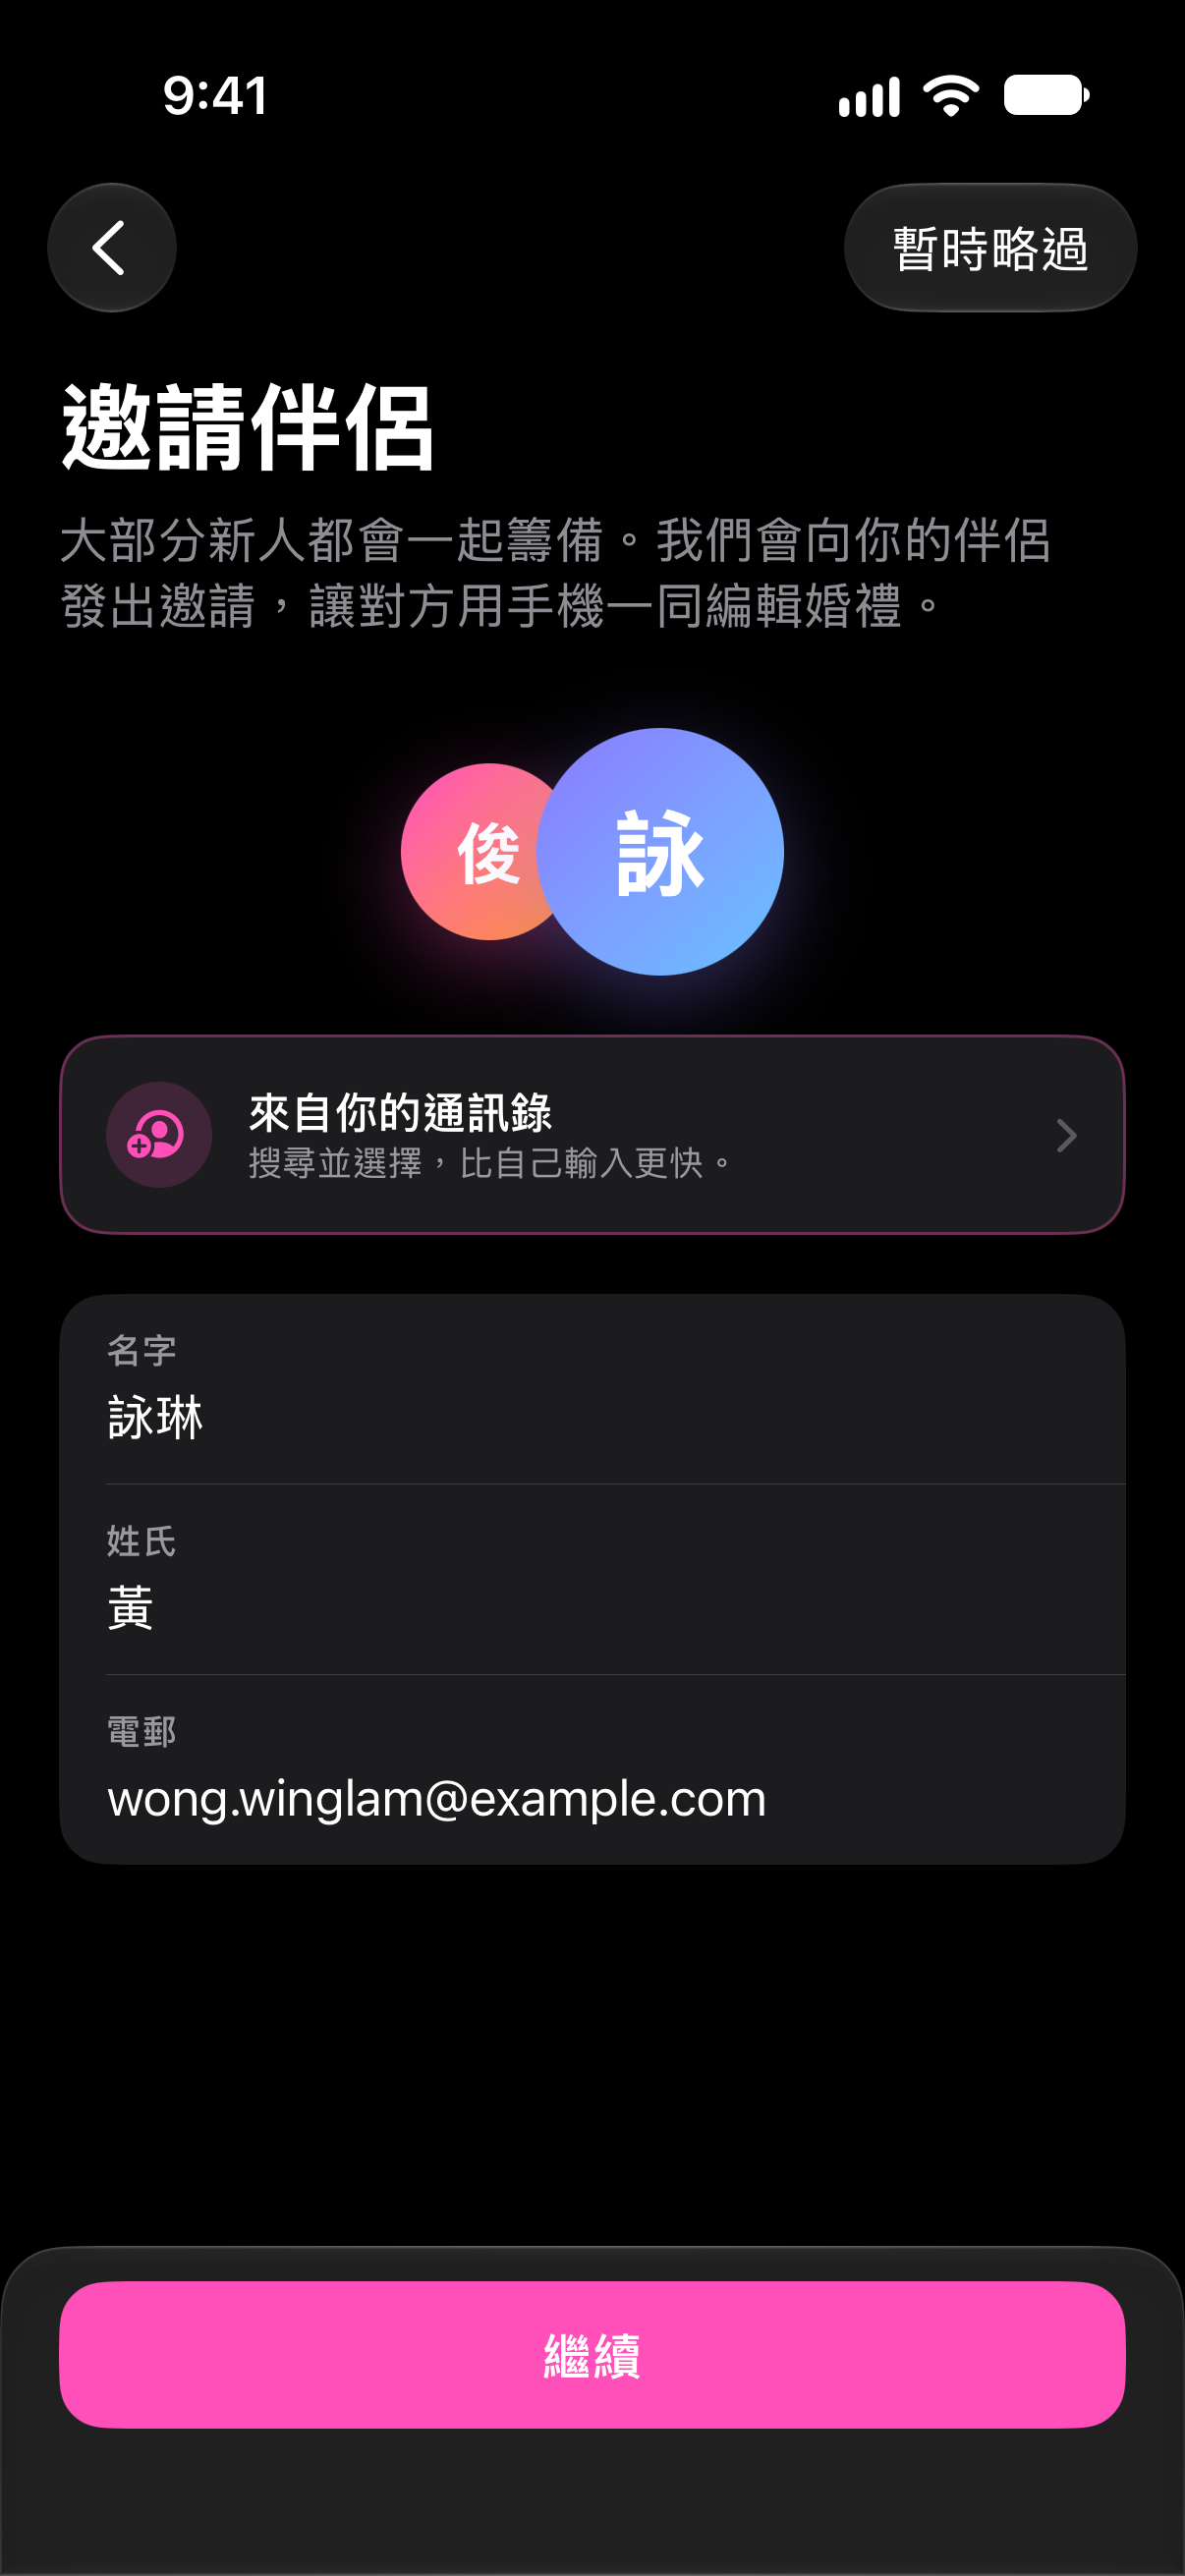 9:41
暫時略過
邀請伴侶
大部分新人都會一起籌備。我們會向你的伴侶
發出邀請，讓對方用手機一同編輯婚禮。
俊
詠
來自你的通訊錄
搜尋並選擇，比自己輸入更快。
名字
詠琳
姓氏
黃
電郵
wong.winglam@example.com
繼續